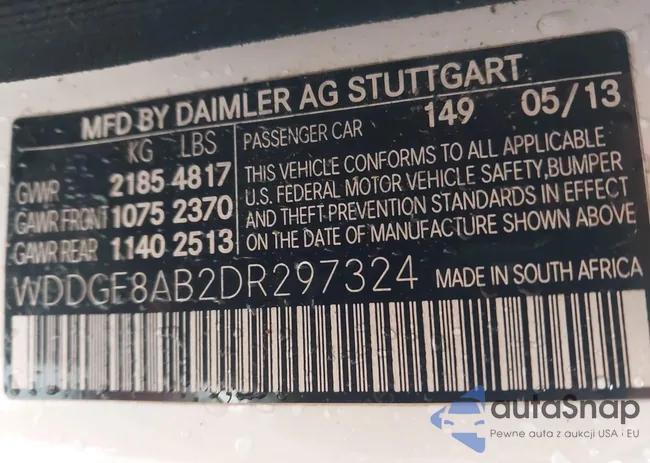 MFD BY DAIMLER AG STUTTGART
KG LBS
GVWR 2185 4817
GAWR FRONT 1075 2370
GAWR REAR 1140 2513
PASSENGER CAR 149 05/13
THIS VEHICLE CONFORMS TO ALL APPLICABLE
U.S. FEDERAL MOTOR VEHICLE SAFETY, BUMPER
AND THEFT PREVENTION STANDARDS IN EFFECT
ON THE DATE OF MANUFACTURE SHOWN ABOVE
WDDGF8AB2DR297324 MADE IN SOUTH AFRICA
autaSnap
Pewne auta z aukcji USA i EU